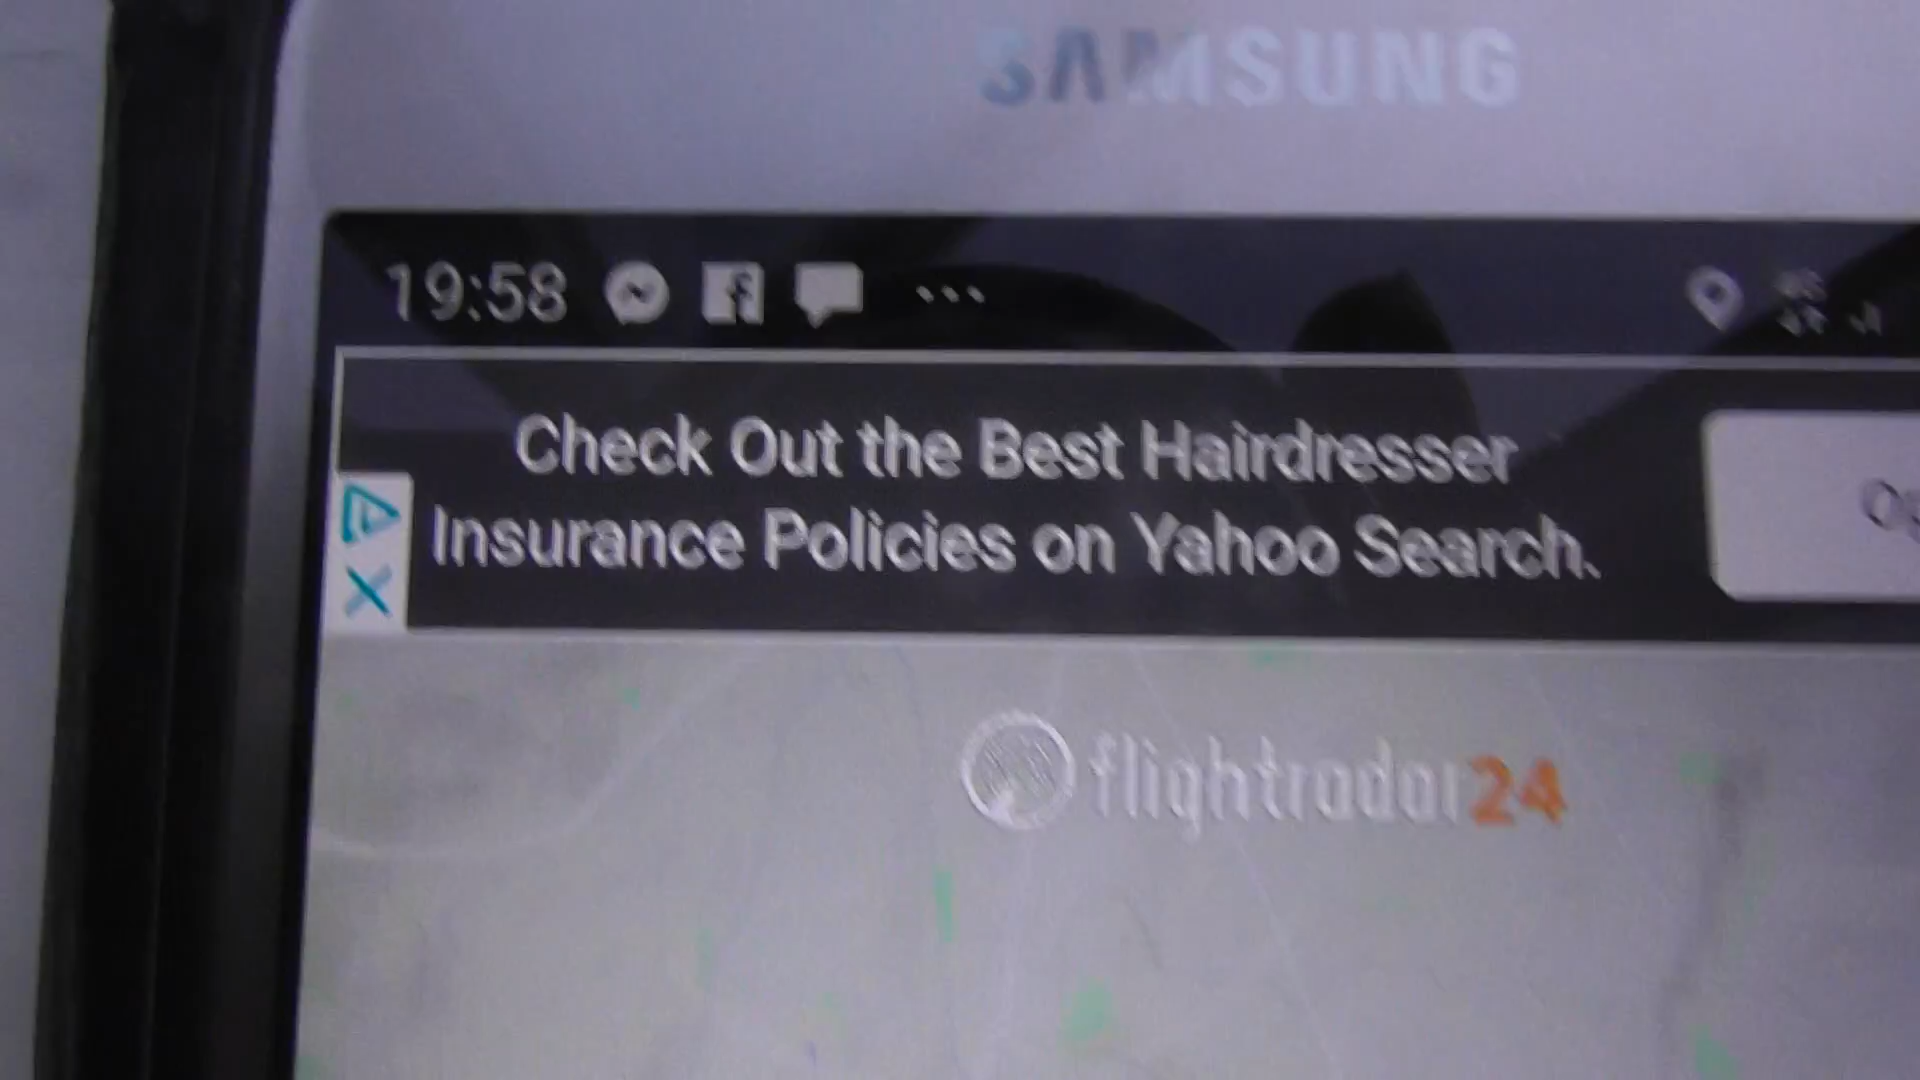 SAMSUNG
19:58
Check Out the Best Hairdresser
Insurance Policies on Yahoo Search.
flightradar24